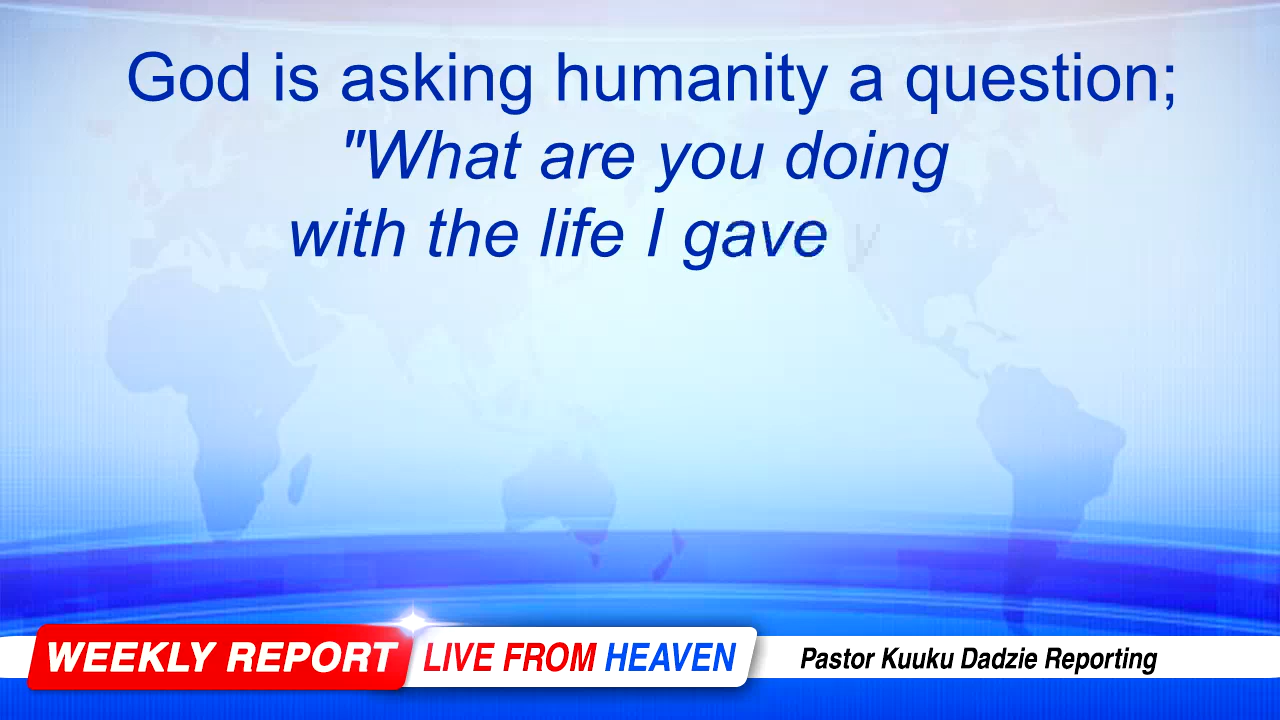 God is asking humanity a question;
"What are you doing
with the life I gave
WEEKLY REPORT LIVE FROM HEAVEN Pastor Kuuku Dadzie Reporting